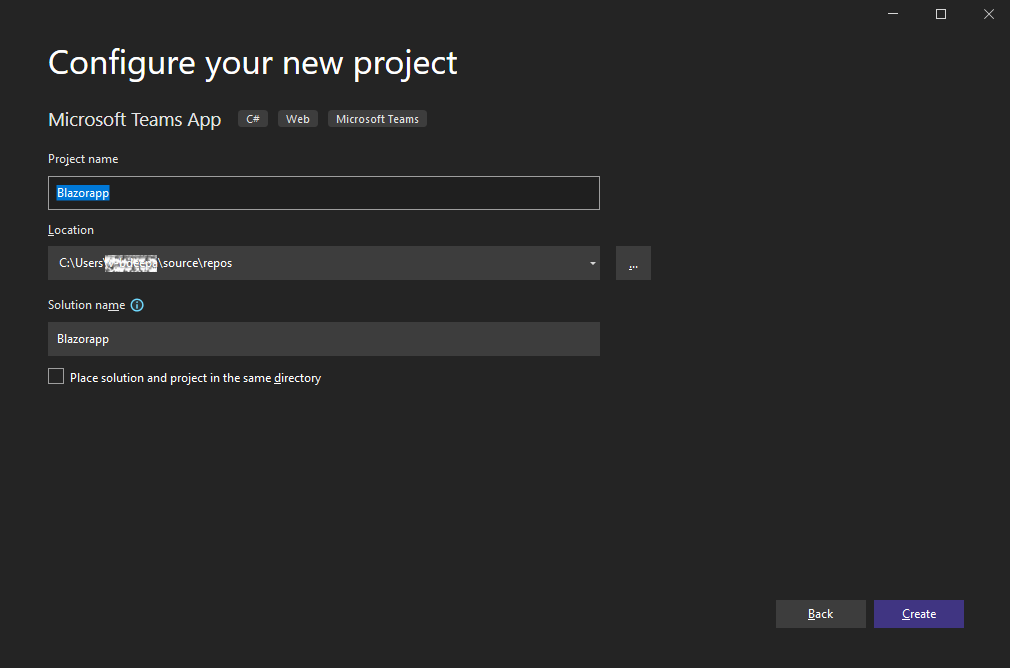 Configure your new project
Microsoft Teams App C# Web Microsoft Teams
Project name
Blazorapp
Location
C:\Users\ \source\repos
...
Solution name
Blazorapp
Place solution and project in the same directory
Back Create